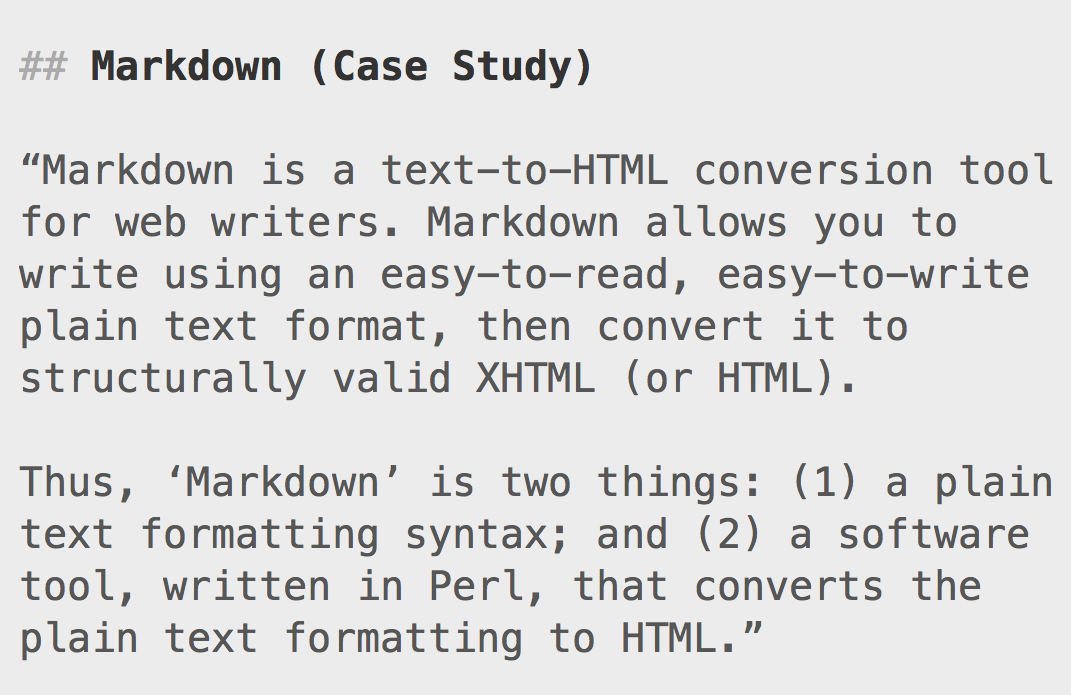 ## Markdown (Case Study)
“Markdown is a text-to-HTML conversion tool
for web writers. Markdown allows you to
write using an easy-to-read, easy-to-write
plain text format, then convert it to
structurally valid XHTML (or HTML).
Thus, ‘Markdown’ is two things: (1) a plain
text formatting syntax; and (2) a software
tool, written in Perl, that converts the
plain text formatting to HTML.”